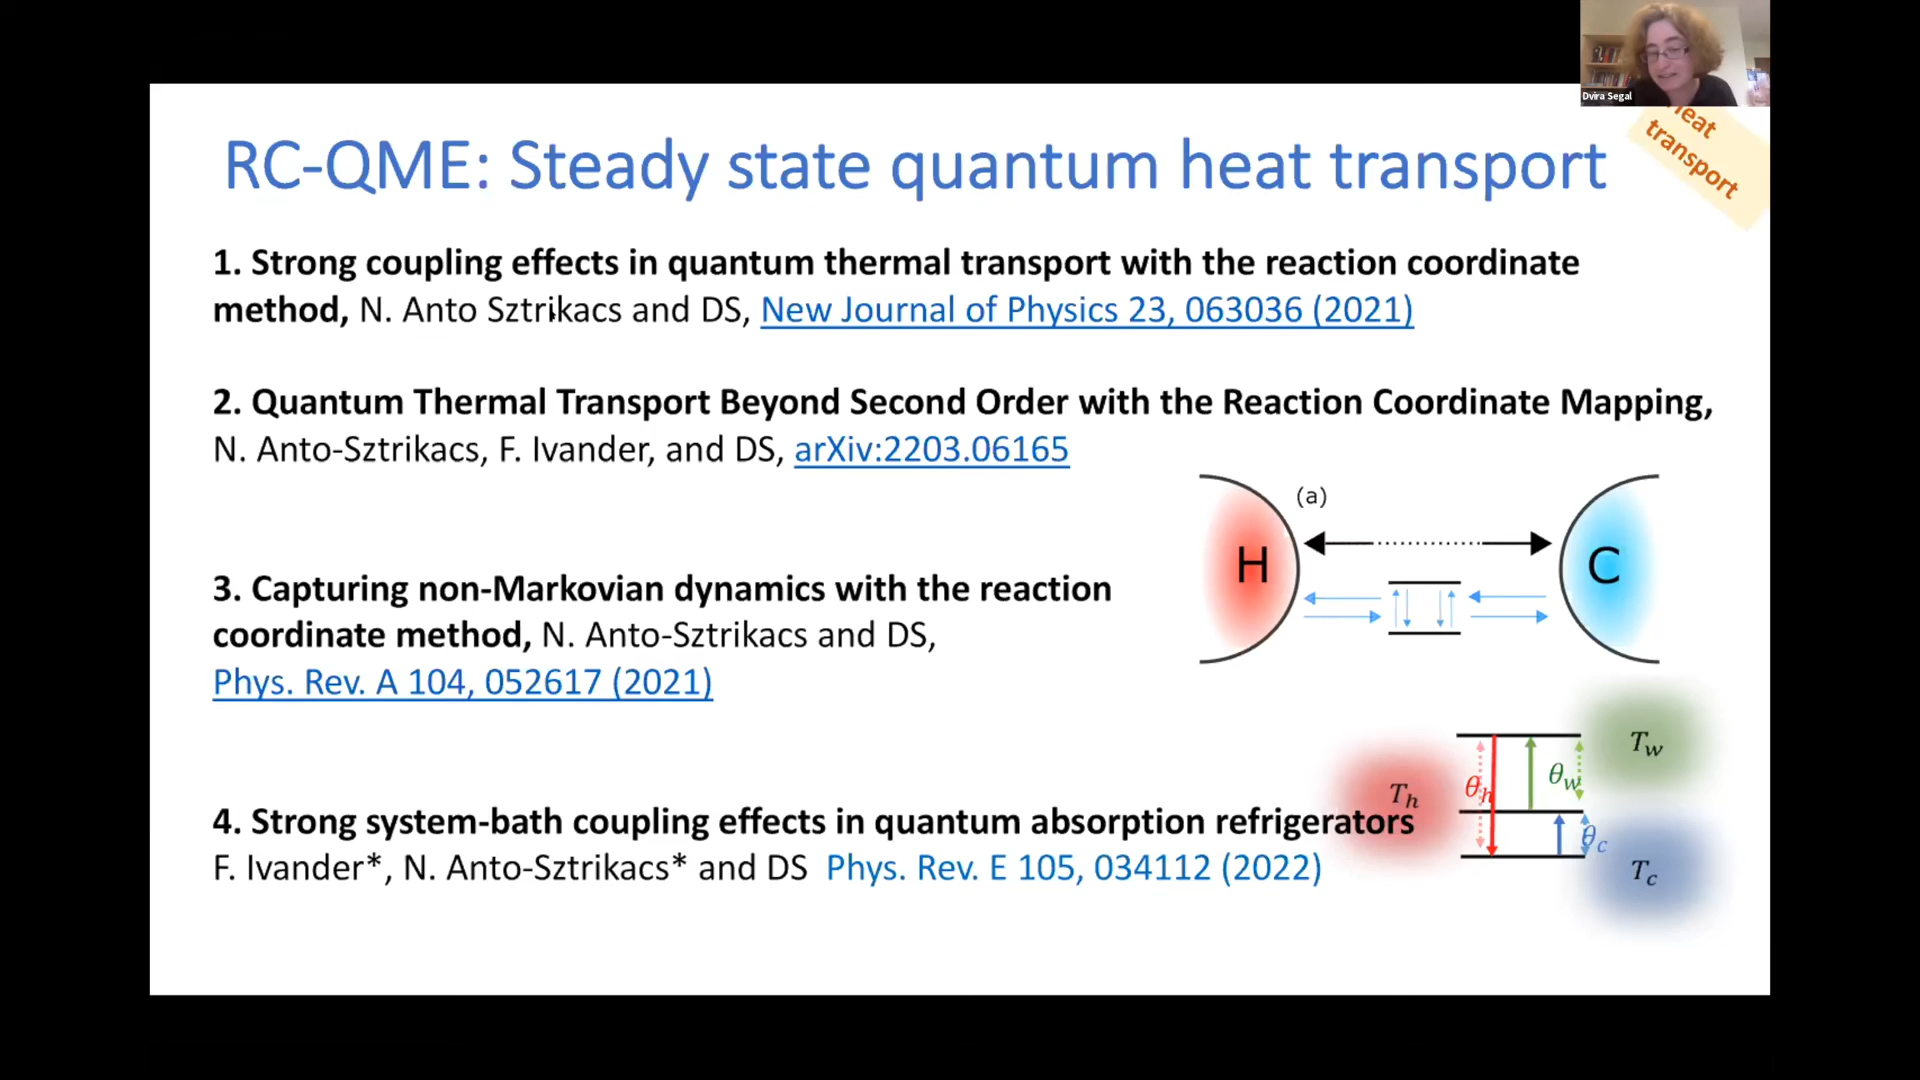 Dvira Segal
heat
transport
RC-QME: Steady state quantum heat transport
1. Strong coupling effects in quantum thermal transport with the reaction coordinate
method, N. Anto Sztrikacs and DS, New Journal of Physics 23, 063036 (2021)
2. Quantum Thermal Transport Beyond Second Order with the Reaction Coordinate Mapping,
N. Anto-Sztrikacs, F. Ivander, and DS, arXiv:2203.06165
(a)
H
C
3. Capturing non-Markovian dynamics with the reaction
coordinate method, N. Anto-Sztrikacs and DS,
Phys. Rev. A 104, 052617 (2021)
T_w
θ_w
T_h
θ_h
θ_c
T_c
4. Strong system-bath coupling effects in quantum absorption refrigerators
F. Ivander*, N. Anto-Sztrikacs* and DS Phys. Rev. E 105, 034112 (2022)